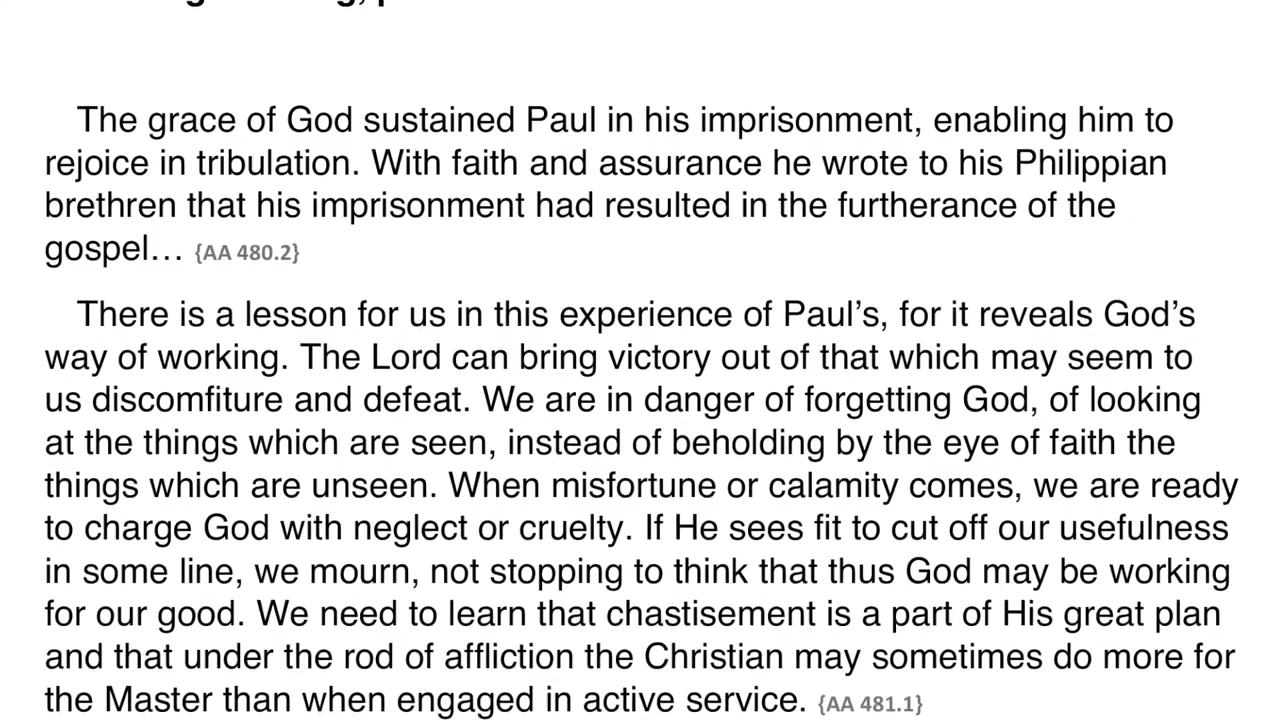 The grace of God sustained Paul in his imprisonment, enabling him to
rejoice in tribulation. With faith and assurance he wrote to his Philippian
brethren that his imprisonment had resulted in the furtherance of the
gospel… {AA 480.2}
There is a lesson for us in this experience of Paul’s, for it reveals God’s
way of working. The Lord can bring victory out of that which may seem to
us discomfiture and defeat. We are in danger of forgetting God, of looking
at the things which are seen, instead of beholding by the eye of faith the
things which are unseen. When misfortune or calamity comes, we are ready
to charge God with neglect or cruelty. If He sees fit to cut off our usefulness
in some line, we mourn, not stopping to think that thus God may be working
for our good. We need to learn that chastisement is a part of His great plan
and that under the rod of affliction the Christian may sometimes do more for
the Master than when engaged in active service. {AA 481.1}